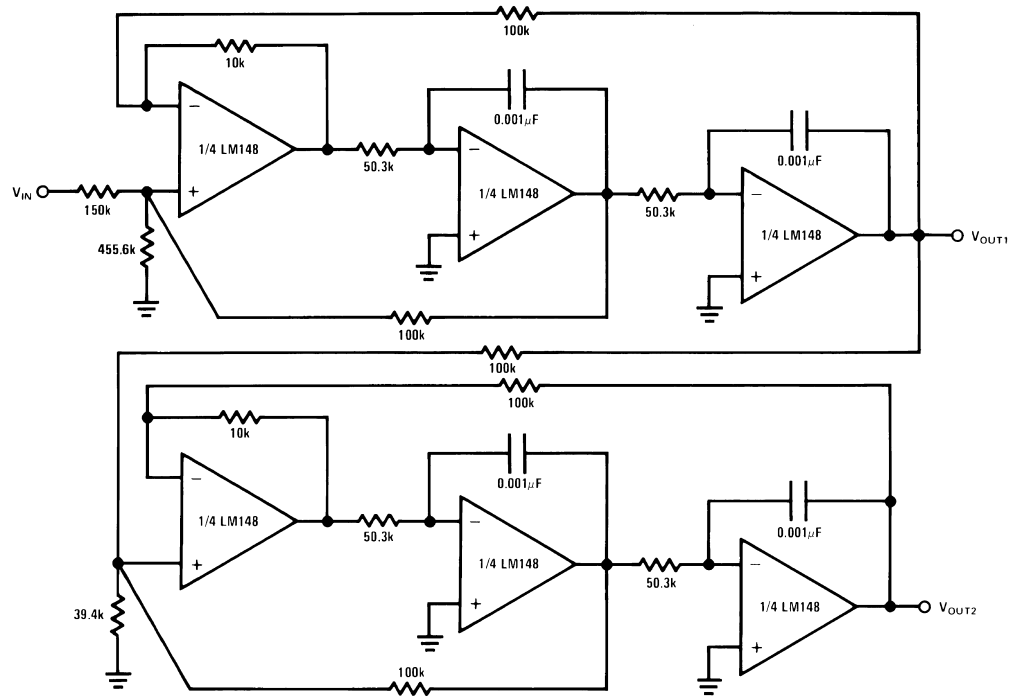 100k
10k
0.001μF
1/4 LM148
50.3k
0.001μF
V_IN
150k
1/4 LM148
50.3k
455.6k
1/4 LM148
V_OUT1
100k
100k
100k
10k
0.001μF
1/4 LM148
50.3k
0.001μF
1/4 LM148
50.3k
39.4k
1/4 LM148
V_OUT2
100k